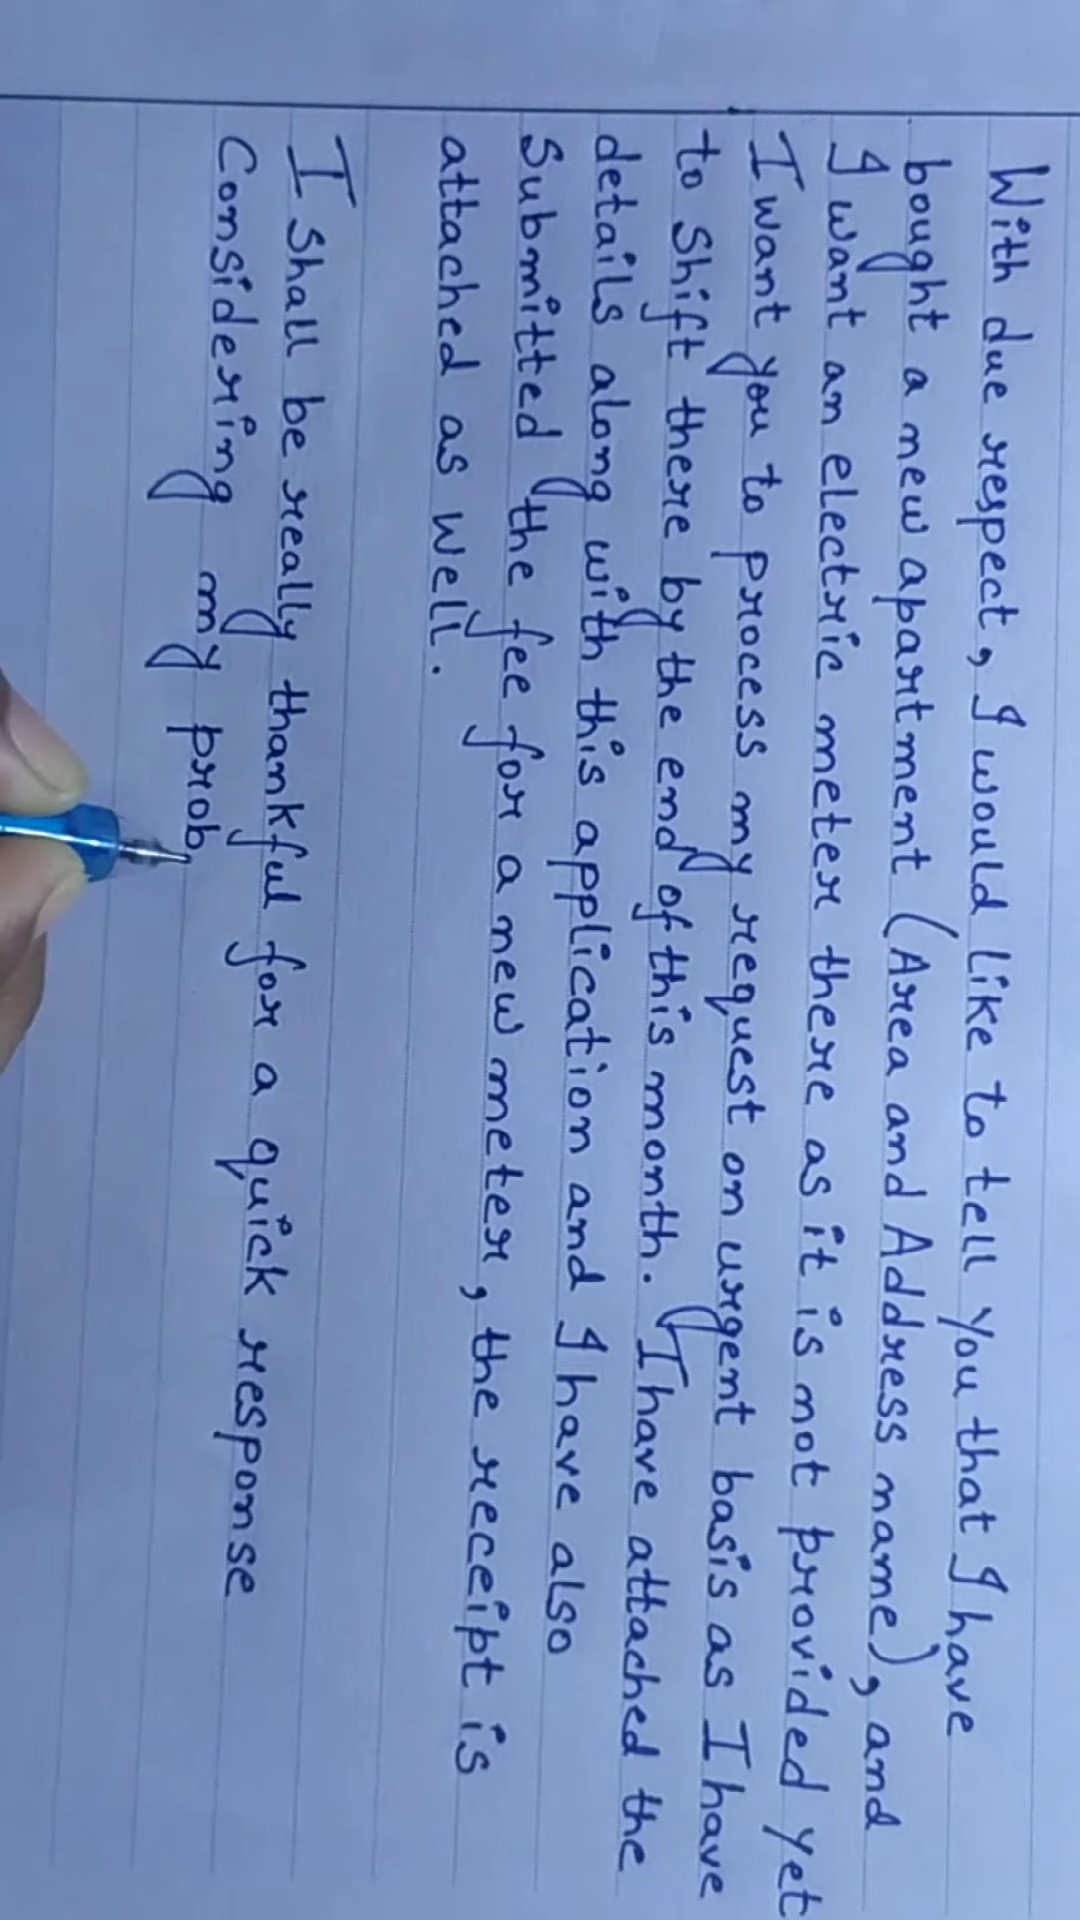 With due respect, I would like to tell you that I have
bought a new apartment (Area and Address name), and
I want an electric meter there as it is not provided yet
I want you to process my request on urgent basis as I have
to Shift there by the end of this month. I have attached the
details along with this application and I have also
Submitted the fee for a new meter, the receipt is
attached as well.
I Shall be really thankful for a quick response
Considering my prob